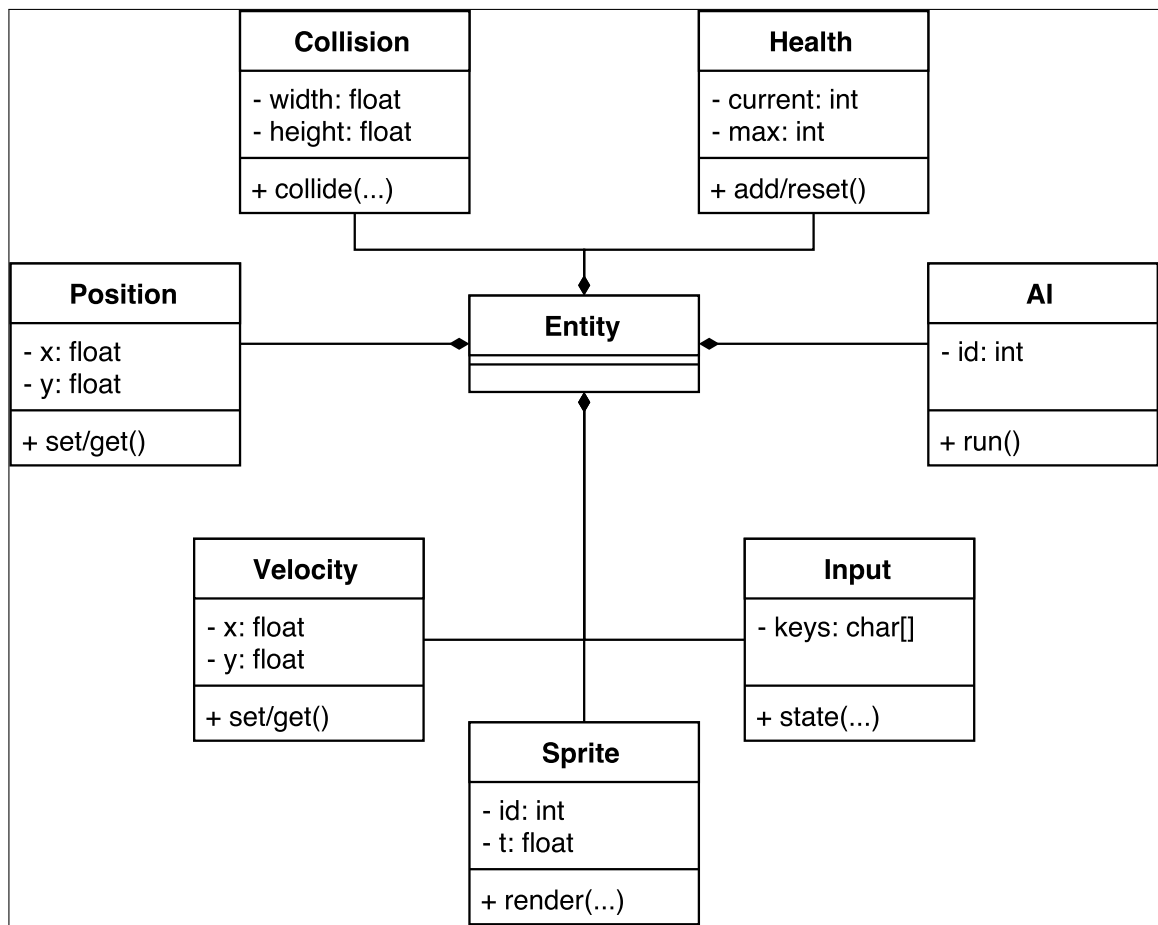 Collision
- width: float
- height: float
+ collide(...)
Health
- current: int
- max: int
+ add/reset()
Position
- x: float
- y: float
+ set/get()
Entity
AI
- id: int
+ run()
Velocity
- x: float
- y: float
+ set/get()
Input
- keys: char[]
+ state(...)
Sprite
- id: int
- t: float
+ render(...)